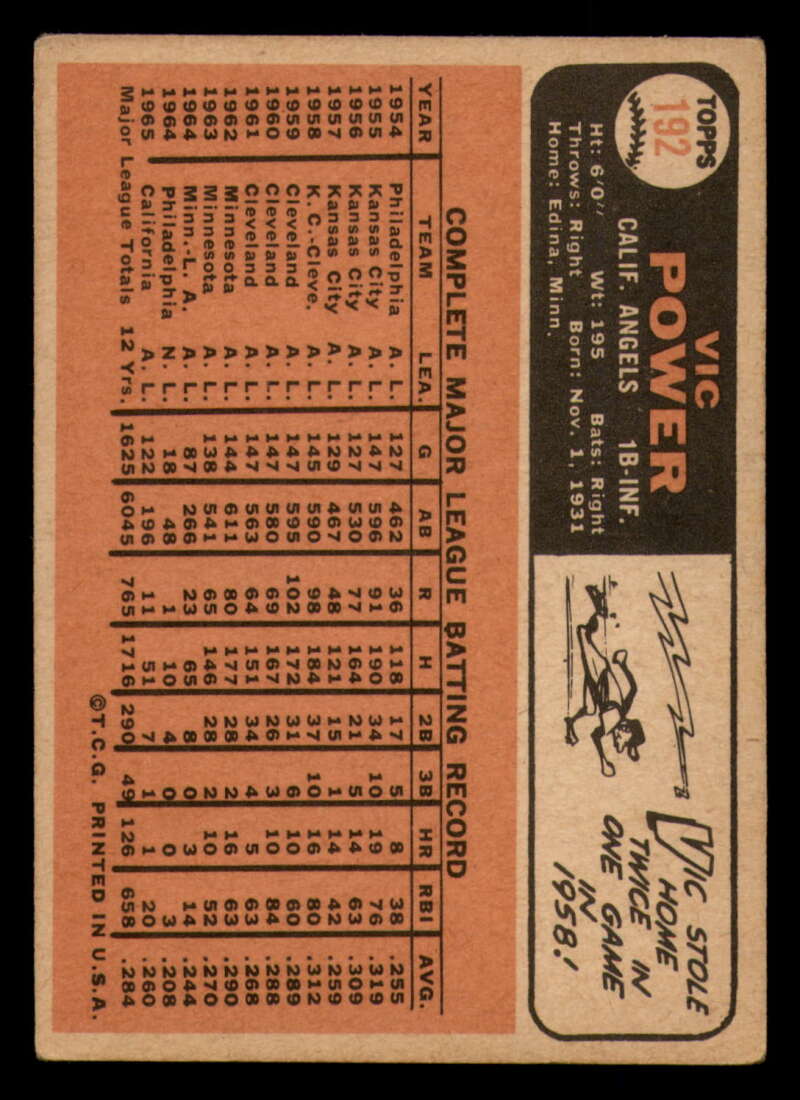 TOPPS
192
VIC
POWER
CALIF. ANGELS 1B-INF.
Ht: 6'0" Wt: 195 Bats: Right
Throws: Right Born: Nov. 1, 1931
Home: Edina, Minn.
VIC STOLE
HOME
TWICE IN
ONE GAME
IN
1958!
COMPLETE MAJOR LEAGUE BATTING RECORD
YEAR TEAM LEA. G AB R H 2B 3B HR RBI AVG.
1954 Philadelphia A. L. 127 462 36 118 17 5 8 38 .255
1955 Kansas City A. L. 147 596 91 190 34 10 19 76 .319
1956 Kansas City A. L. 127 530 77 164 21 5 14 63 .309
1957 Kansas City A. L. 129 467 48 121 15 1 14 42 .259
1958 K. C.-Cleve. A. L. 145 590 98 184 37 10 16 80 .312
1959 Cleveland A. L. 147 595 102 172 31 6 10 60 .289
1960 Cleveland A. L. 147 580 69 167 26 3 10 84 .288
1961 Cleveland A. L. 147 563 64 151 34 4 5 63 .268
1962 Minnesota A. L. 144 611 80 177 28 2 16 63 .290
1963 Minnesota A. L. 138 541 65 146 28 2 10 52 .270
1964 Minn.-L. A. A. L. 87 266 23 65 8 0 3 14 .244
1964 Philadelphia N. L. 18 48 1 10 4 0 0 3 .208
1965 California A. L. 122 196 11 51 7 1 1 20 .260
Major League Totals 12 Yrs. 1625 6045 765 1716 290 49 126 658 .284
©T.C.G. PRINTED IN U.S.A.